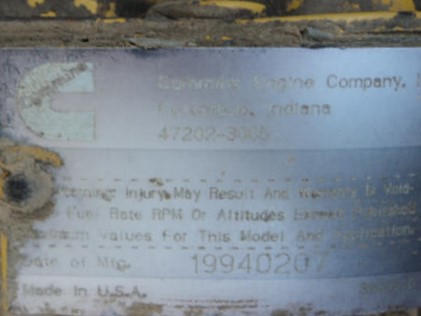 Cummins
Cummins Engine Company,
Columbus, Indiana
47202-3005
Warning Injury May Result And Warranty Is Void
Fuel Rate RPM Or Altitudes Exceed Published
Maximum Values For This Model And Application.
Date of Mfg. 19940207
Made In U.S.A.